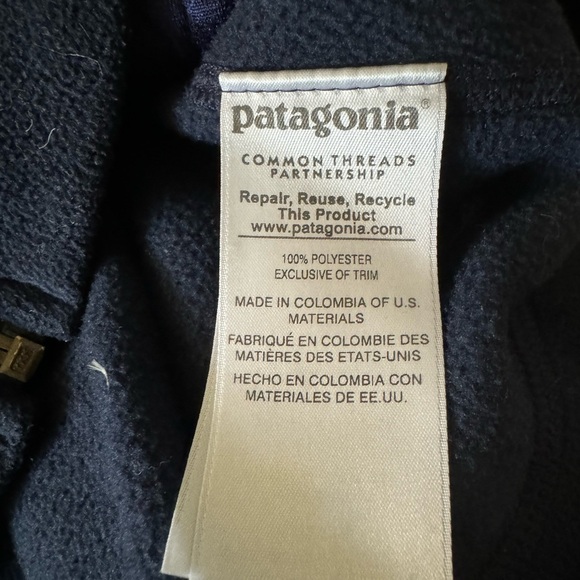 patagonia®
COMMON THREADS
PARTNERSHIP
Repair, Reuse, Recycle
This Product
www.patagonia.com
100% POLYESTER
EXCLUSIVE OF TRIM
MADE IN COLOMBIA OF U.S.
MATERIALS
FABRIQUÉ EN COLOMBIE DES
MATIÈRES DES ETATS-UNIS
HECHO EN COLOMBIA CON
MATERIALES DE EE.UU.